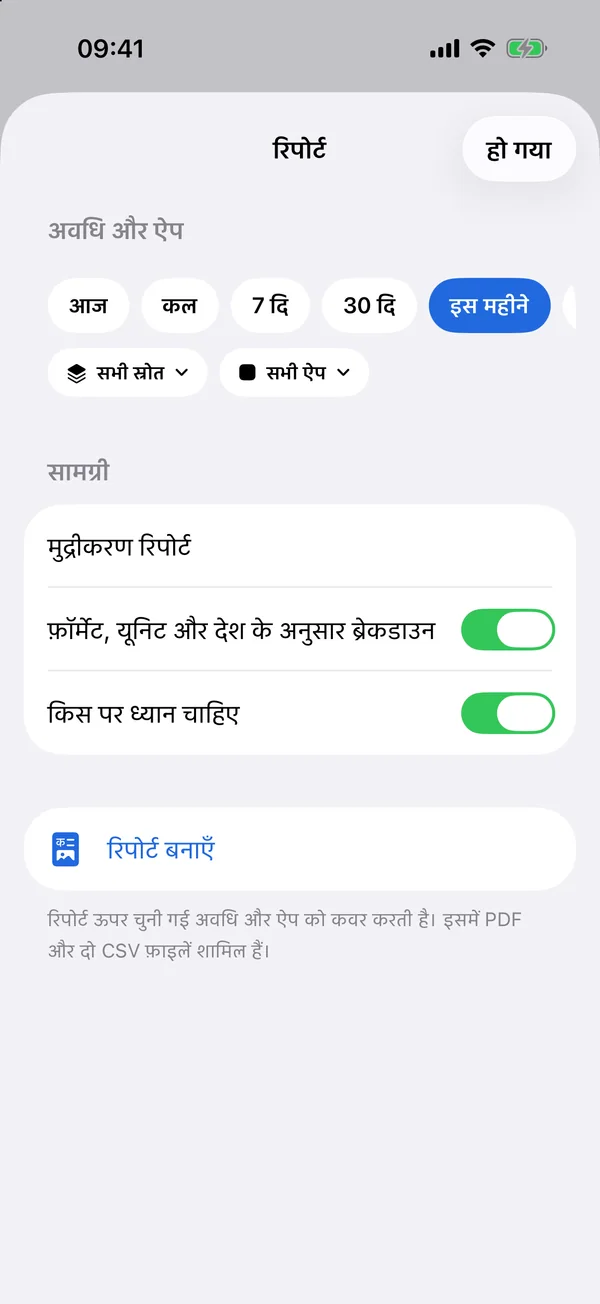 09:41
रिपोर्ट
हो गया
अवधि और ऐप
आज
कल
7 दि
30 दि
इस महीने
सभी स्रोत
सभी ऐप
सामग्री
मुद्रीकरण रिपोर्ट
फ़ॉर्मेट, यूनिट और देश के अनुसार ब्रेकडाउन
किस पर ध्यान चाहिए
रिपोर्ट बनाएँ
रिपोर्ट ऊपर चुनी गई अवधि और ऐप को कवर करती है। इसमें PDF
और दो CSV फ़ाइलें शामिल हैं।